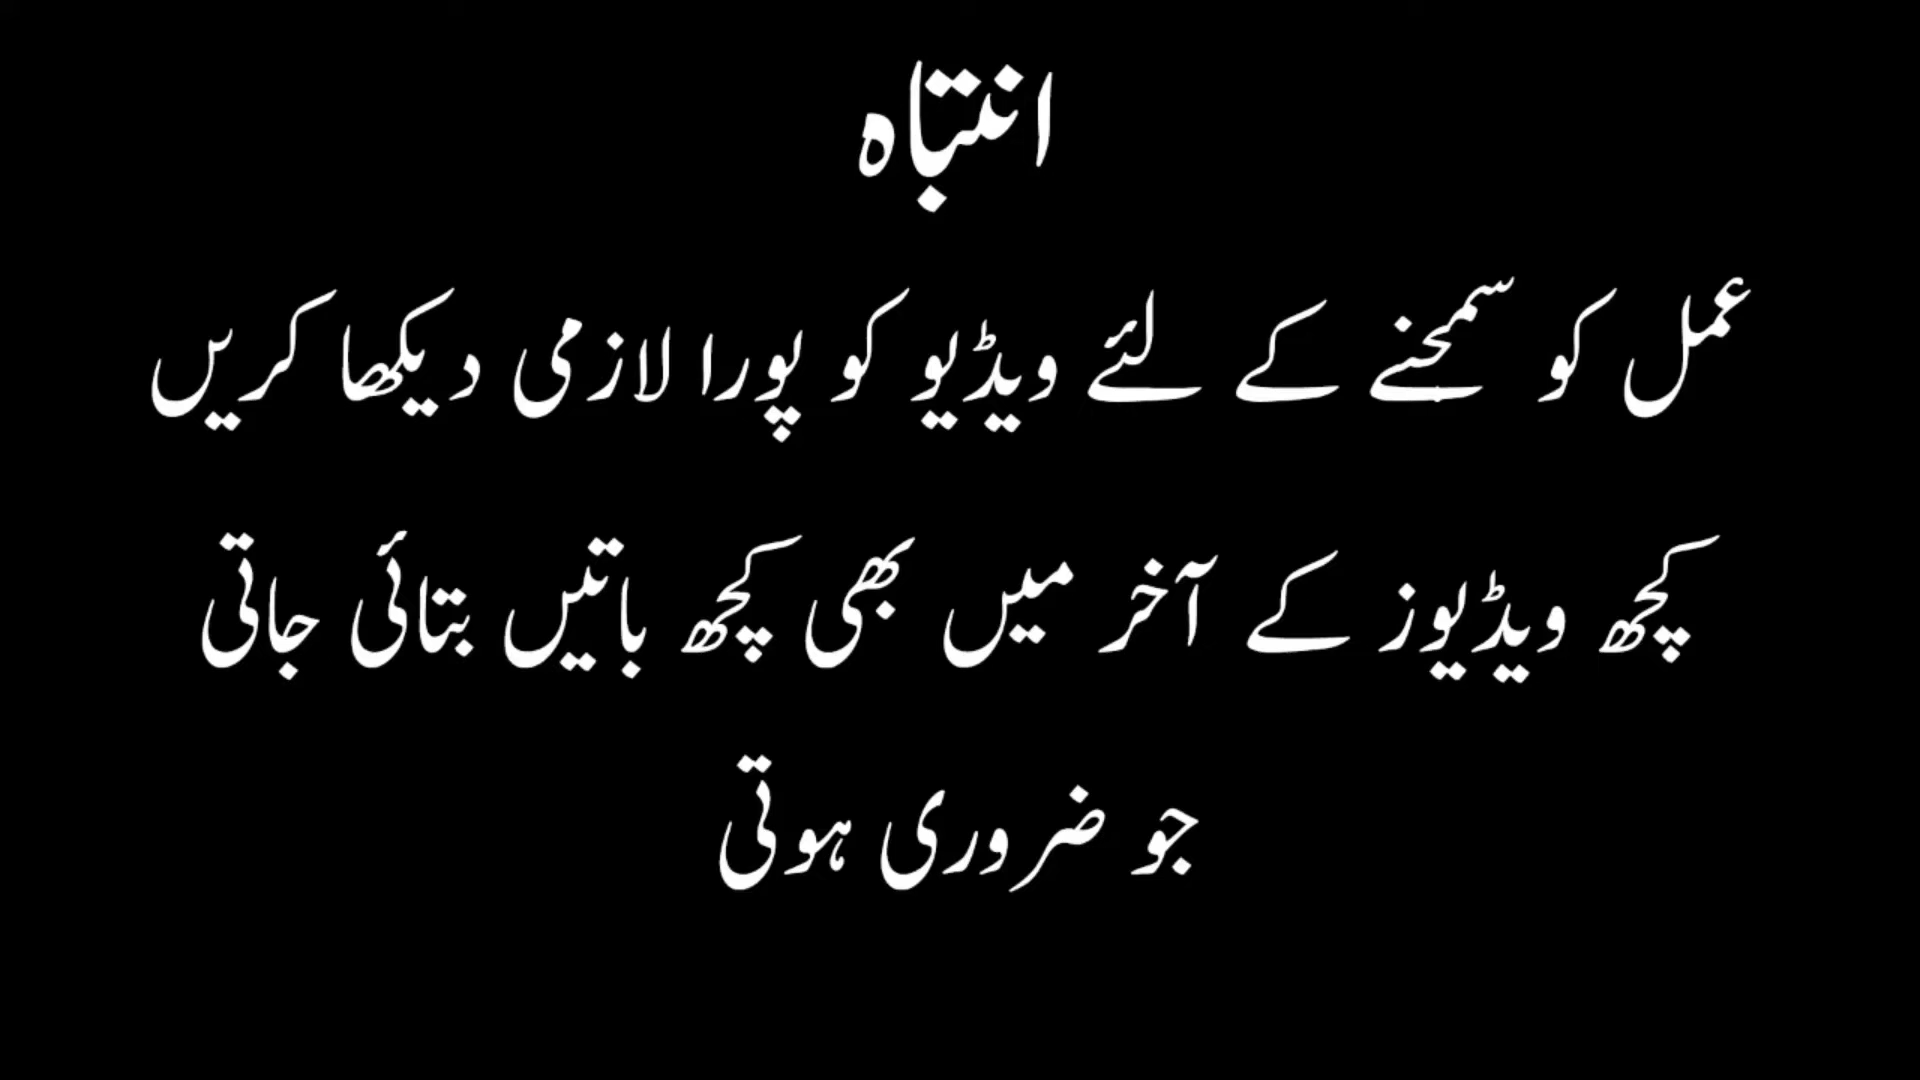 انتباہ
عمل کو سمجنے کے لئے ویڈیو کو پورا لازمی دیکھا کریں
کچھ ویڈیوز کے آخر میں بھی کچھ باتیں بتائی جاتی
جو ضروری ہوتی